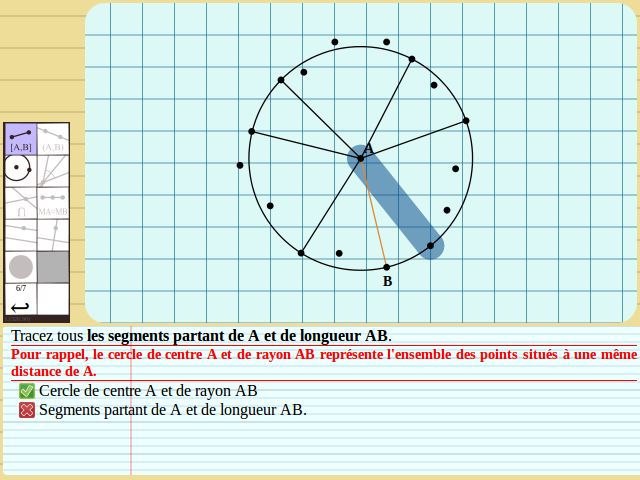 A
[A,B]
(A,B)
MA=MB
6/7
B
Tracez tous les segments partant de A et de longueur AB.
Pour rappel, le cercle de centre A et de rayon AB représente l'ensemble des points situés à une même
distance de A.
Cercle de centre A et de rayon AB
Segments partant de A et de longueur AB.